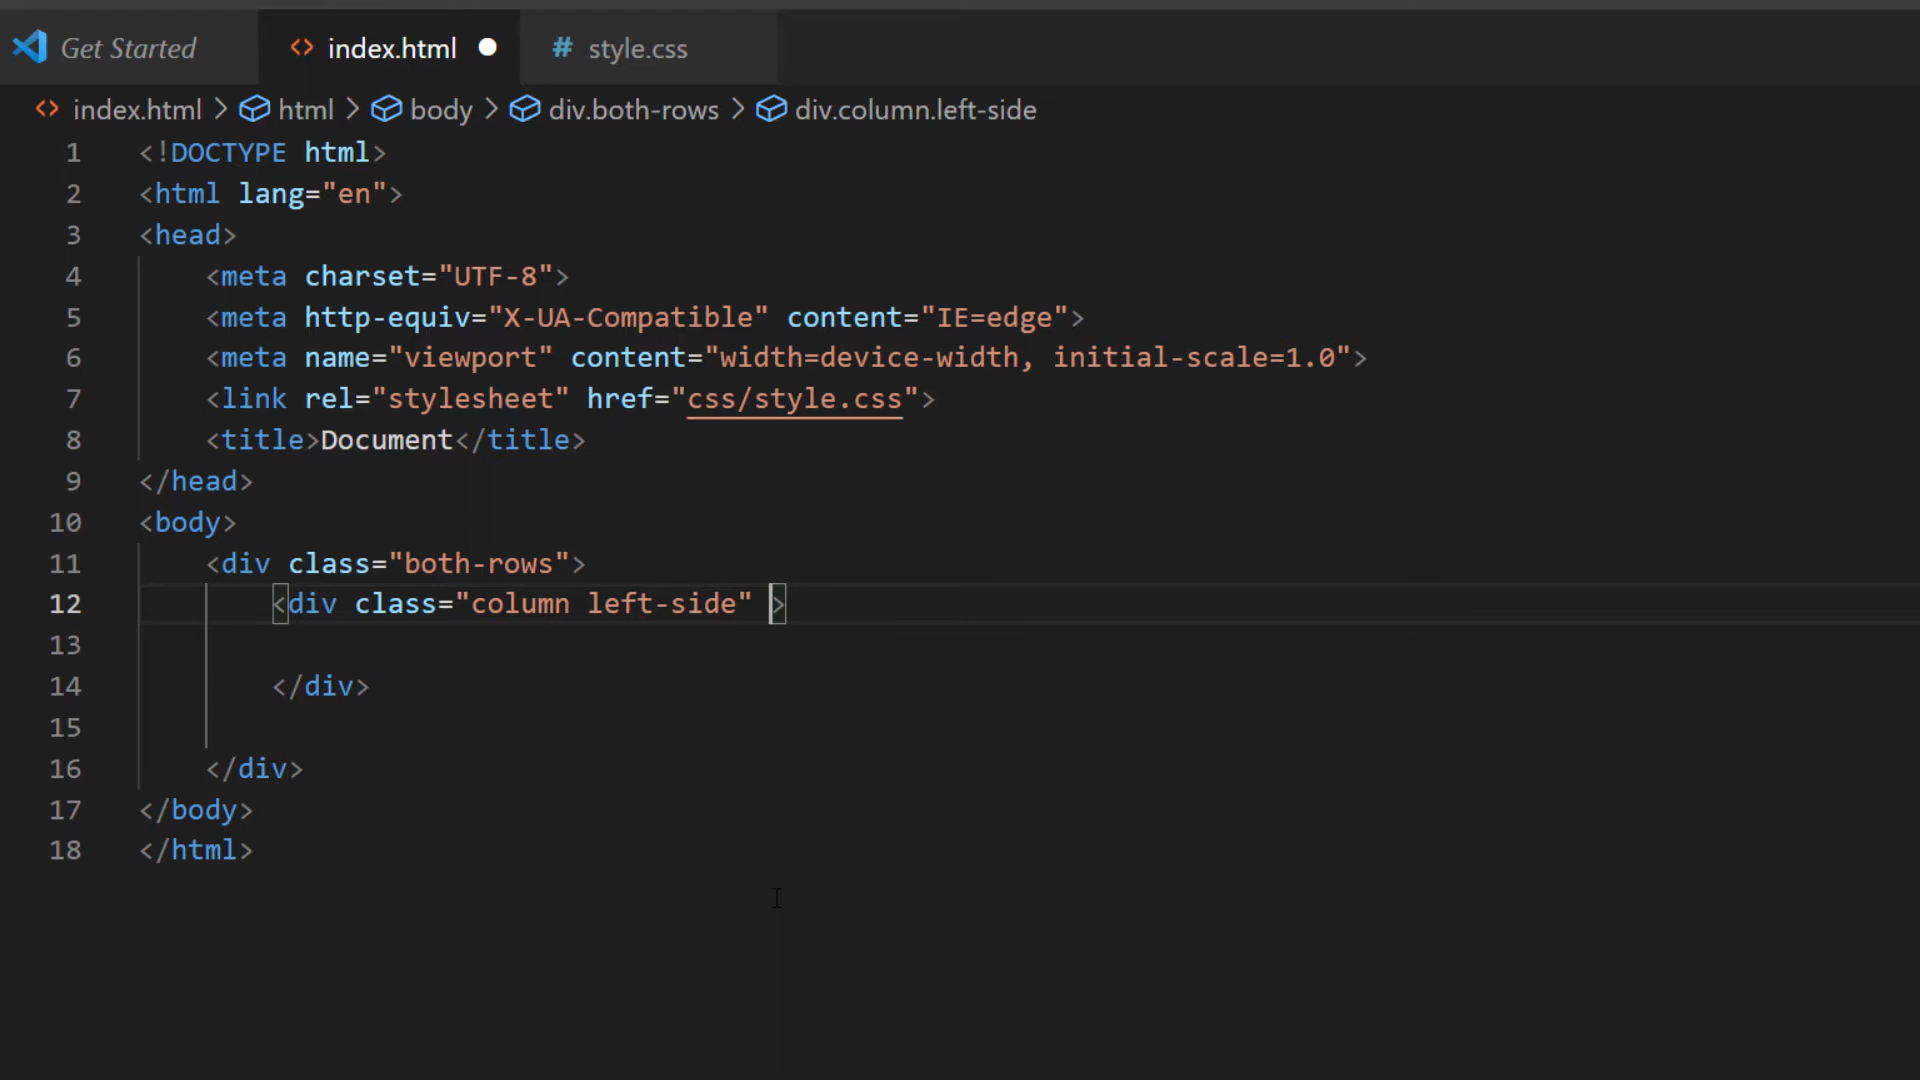 Get Started index.html style.css
index.html > html > body > div.both-rows > div.column.left-side
1 <!DOCTYPE html>
2 <html lang="en">
3 <head>
4 <meta charset="UTF-8">
5 <meta http-equiv="X-UA-Compatible" content="IE=edge">
6 <meta name="viewport" content="width=device-width, initial-scale=1.0">
7 <link rel="stylesheet" href="css/style.css">
8 <title>Document</title>
9 </head>
10 <body>
11 <div class="both-rows">
12 <div class="column left-side" >
13
14 </div>
15
16 </div>
17 </body>
18 </html>